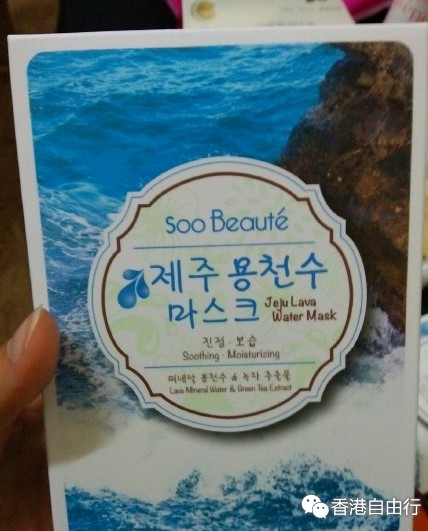 Soo Beauté
제주 용천수
마스크 Jeju Lava
Water Mask
진정·보습
Soothing · Moisturizing
미네랄 용천수 & 녹차 추출물
Lava Mineral Water & Green Tea Extract
香港自由行